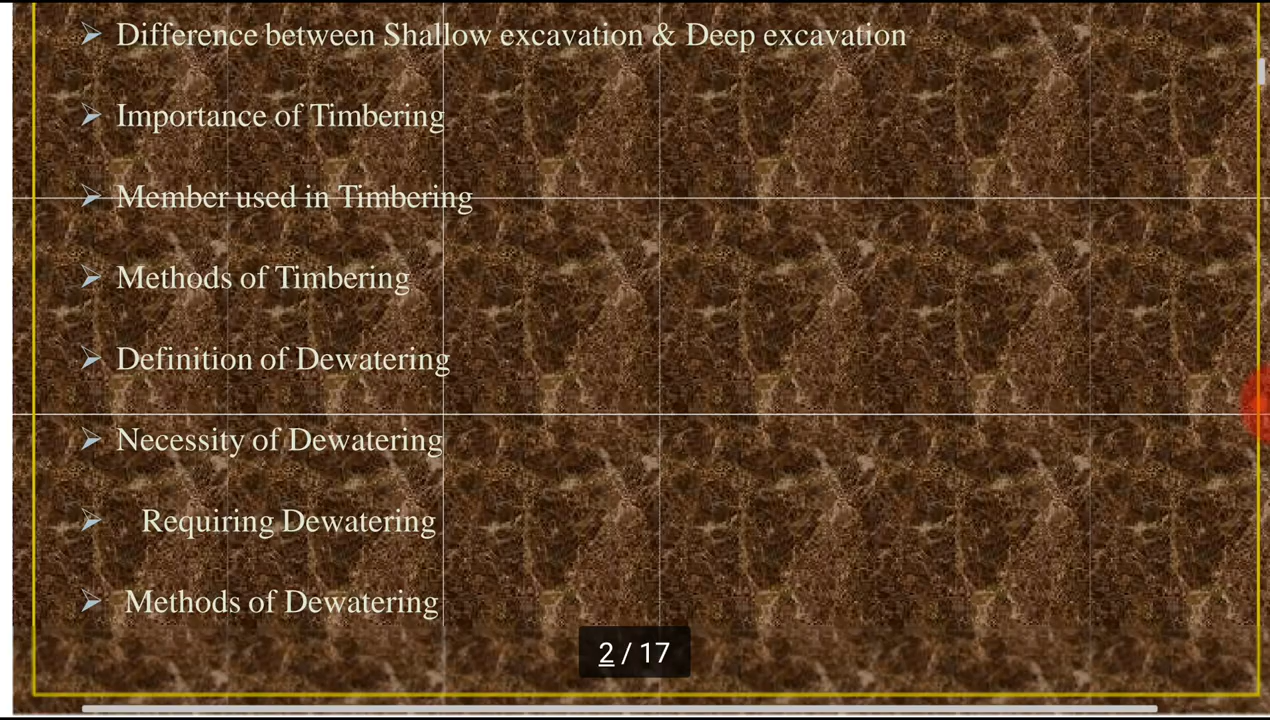 ➢ Difference between Shallow excavation & Deep excavation
➢ Importance of Timbering
➢ Member used in Timbering
➢ Methods of Timbering
➢ Definition of Dewatering
➢ Necessity of Dewatering
➢ Requiring Dewatering
➢ Methods of Dewatering
2 / 17